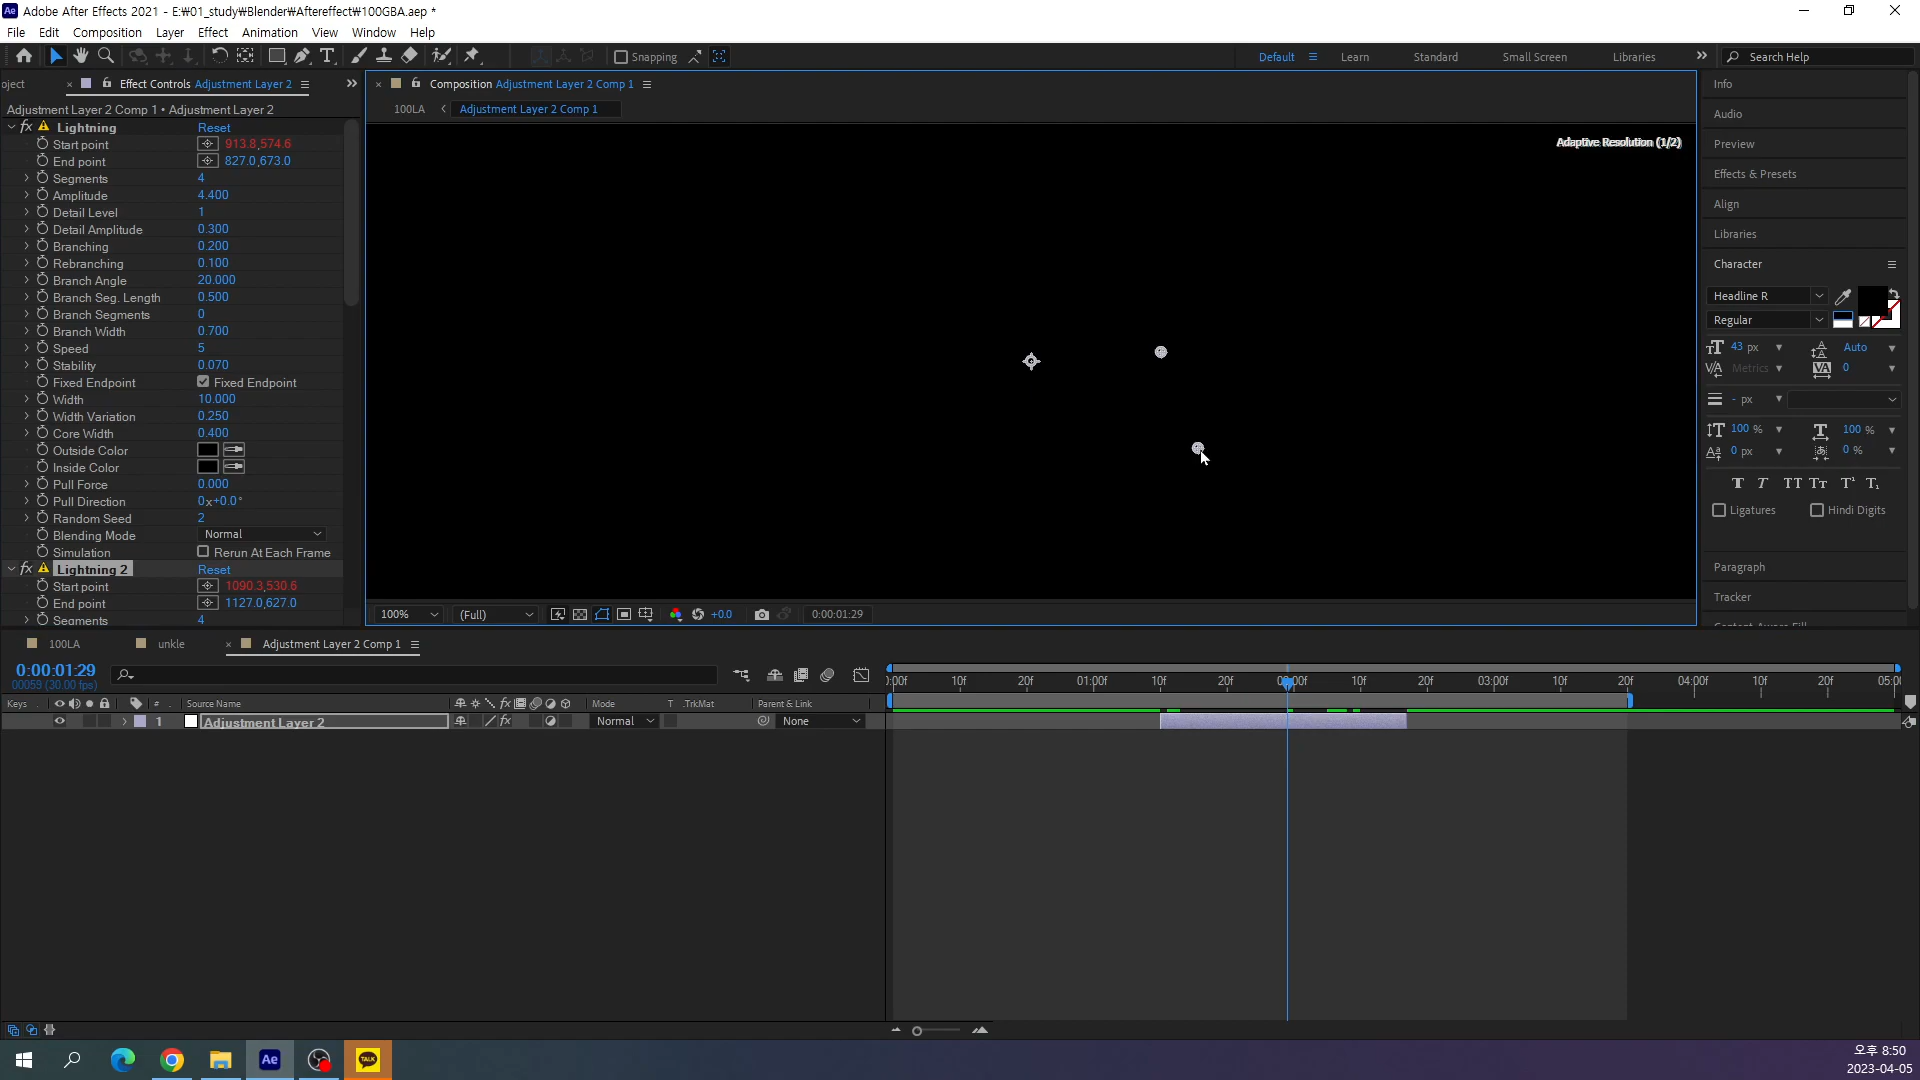 Adobe After Effects 2021 - E:₩01_study₩Blender₩Aftereffect₩100GBA.aep *
File Edit Composition Layer Effect Animation View Window Help
Snapping
Default Learn Standard Small Screen Libraries Search Help
oject Effect Controls Adjustment Layer 2
Composition Adjustment Layer 2 Comp 1
100LA Adjustment Layer 2 Comp 1
Adjustment Layer 2 Comp 1 • Adjustment Layer 2
fx Lightning Reset
Start point 913.8,574.6
End point 827.0,673.0
Segments 4
Amplitude 4.400
Detail Level 1
Detail Amplitude 0.300
Branching 0.200
Rebranching 0.100
Branch Angle 20.000
Branch Seg. Length 0.500
Branch Segments 0
Branch Width 0.700
Speed 5
Stability 0.070
Fixed Endpoint Fixed Endpoint
Width 10.000
Width Variation 0.250
Core Width 0.400
Outside Color
Inside Color
Pull Force 0.000
Pull Direction 0x+0.0°
Random Seed 2
Blending Mode Normal
Simulation Rerun At Each Frame
fx Lightning 2 Reset
Start point 1090.3,530.6
End point 1127.0,627.0
Segments 4
Adaptive Resolution (1/2)
100% (Full) +0.0 0:00:01:29
Info
Audio
Preview
Effects & Presets
Align
Libraries
Character
Headline R
Regular
43 px Auto
Metrics 0
- px
100 % 100 %
0 px 0 %
T T TT Tt T¹ T₁
Ligatures Hindi Digits
Paragraph
Tracker
100LA unkle Adjustment Layer 2 Comp 1
0:00:01:29
00059 (30.00 fps)
):00f 10f 20f 01:00f 10f 20f 02:00f 10f 20f 03:00f 10f 20f 04:00f 10f 20f 05:0
Keys # Source Name Mode T .TrkMat Parent & Link
1 Adjustment Layer 2 Normal None
Ae TALK
오후 8:50
2023-04-05